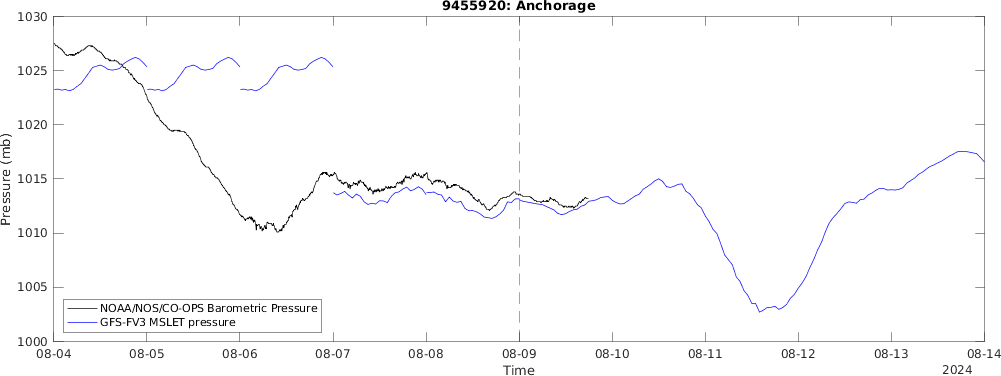 9455920: Anchorage
1030
1025
1020
1015
1010
1005
1000
Pressure (mb)
NOAA/NOS/CO-OPS Barometric Pressure
GFS-FV3 MSLET pressure
08-04 08-05 08-06 08-07 08-08 08-09 08-10 08-11 08-12 08-13 08-14
Time
2024